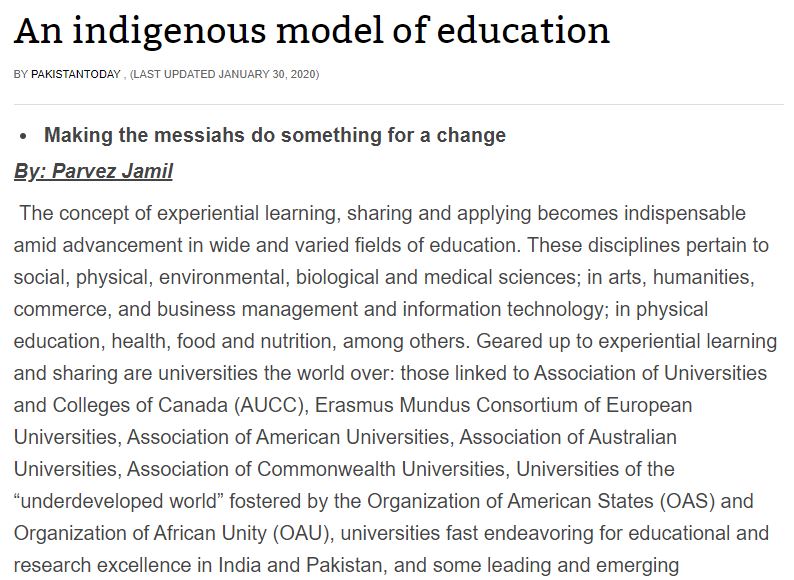 An indigenous model of education
BY PAKISTANTODAY , (LAST UPDATED JANUARY 30, 2020)
• Making the messiahs do something for a change
By: Parvez Jamil
The concept of experiential learning, sharing and applying becomes indispensable
amid advancement in wide and varied fields of education. These disciplines pertain to
social, physical, environmental, biological and medical sciences; in arts, humanities,
commerce, and business management and information technology; in physical
education, health, food and nutrition, among others. Geared up to experiential learning
and sharing are universities the world over: those linked to Association of Universities
and Colleges of Canada (AUCC), Erasmus Mundus Consortium of European
Universities, Association of American Universities, Association of Australian
Universities, Association of Commonwealth Universities, Universities of the
“underdeveloped world” fostered by the Organization of American States (OAS) and
Organization of African Unity (OAU), universities fast endeavoring for educational and
research excellence in India and Pakistan, and some leading and emerging